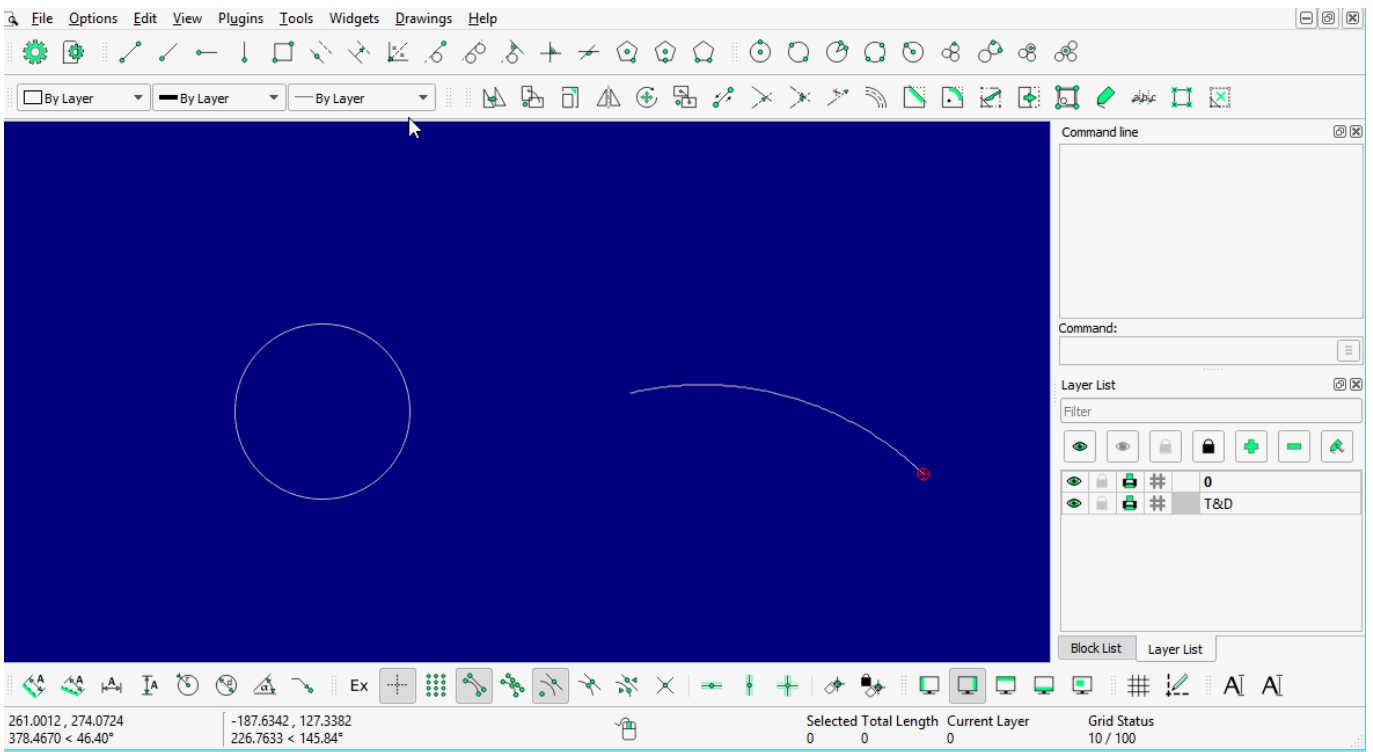 File Options Edit View Plugins Tools Widgets Drawings Help
By Layer By Layer By Layer
Command line
Command:
Layer List
Filter
0
T&D
Block List Layer List
Ex
261.0012 , 274.0724
378.4670 < 46.40°
-187.6342 , 127.3382
226.7633 < 145.84°
Selected Total Length Current Layer
0 0 0
Grid Status
10 / 100